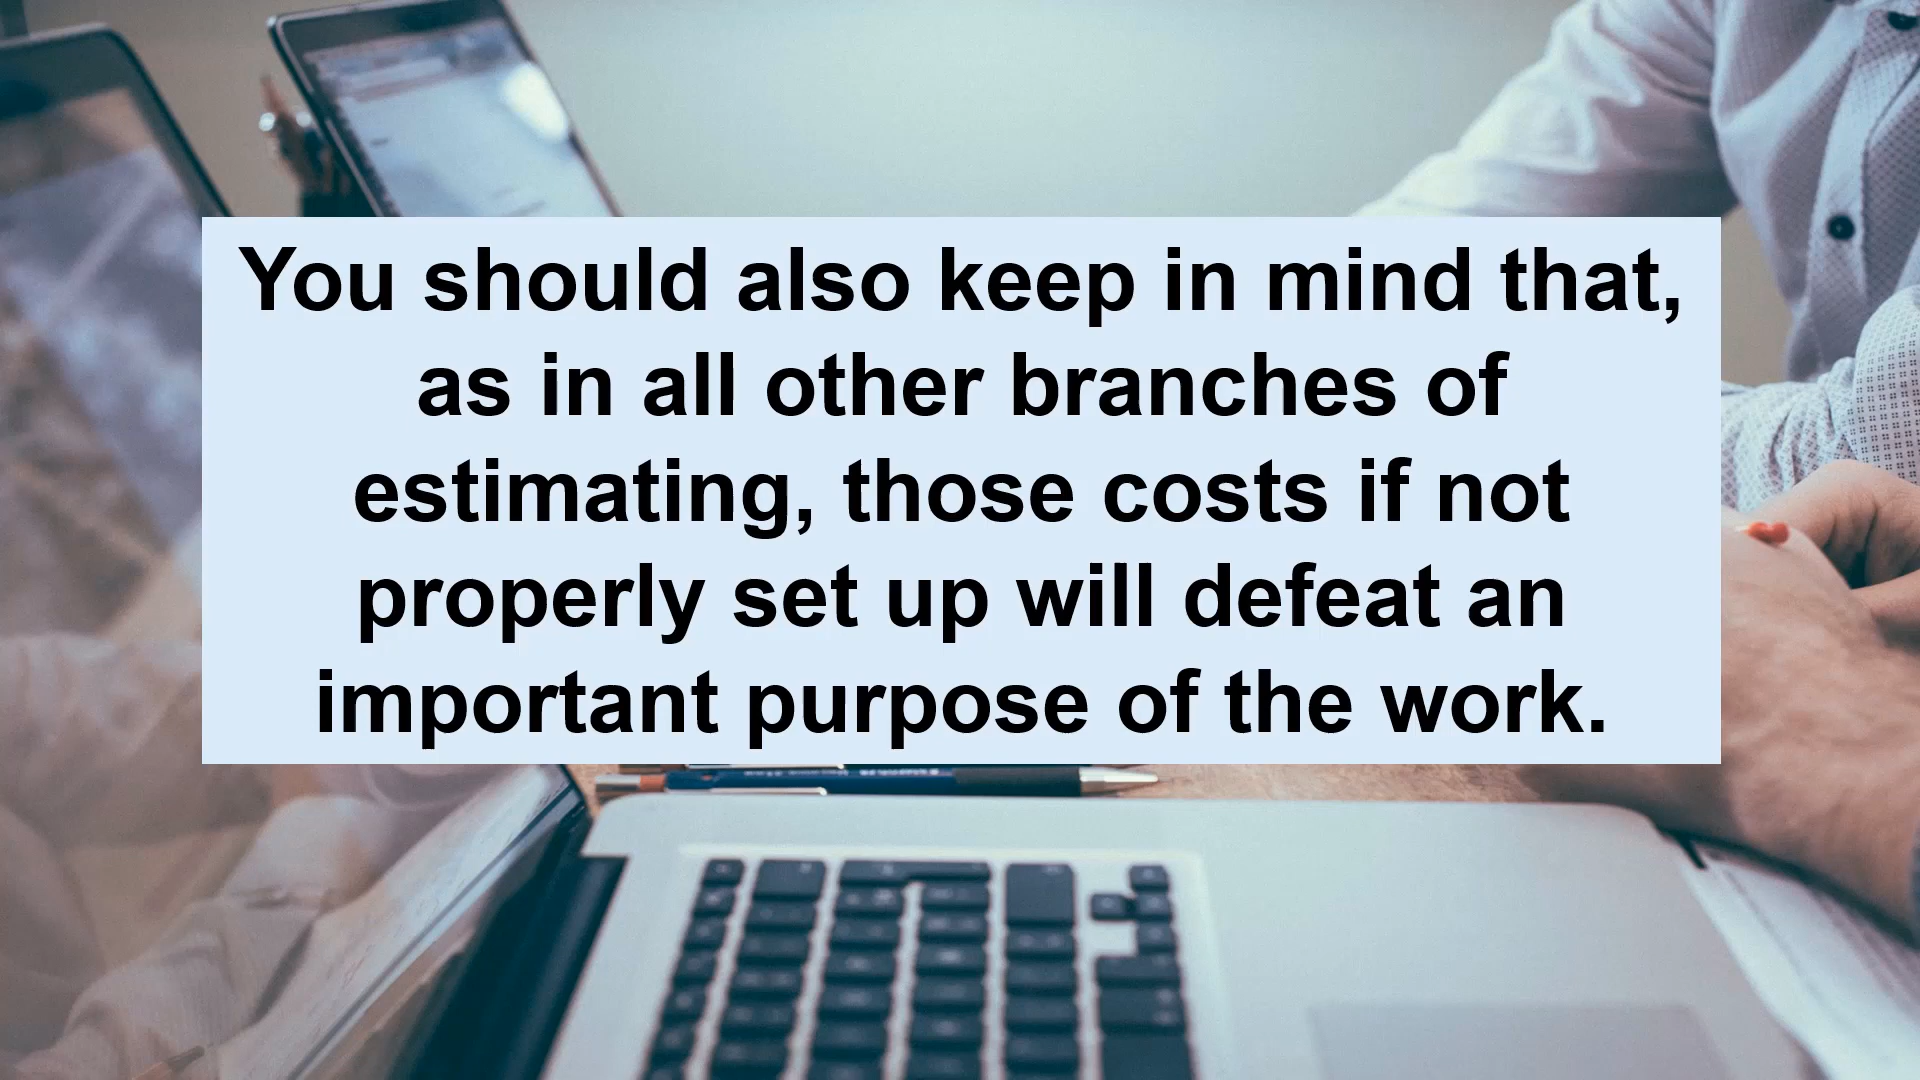 You should also keep in mind that,
as in all other branches of
estimating, those costs if not
properly set up will defeat an
important purpose of the work.